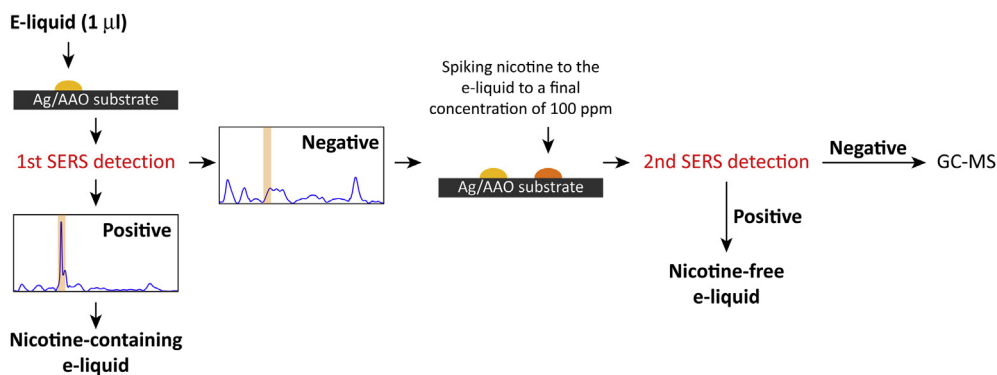 E-liquid (1 μl)
Ag/AAO substrate
1st SERS detection
Positive
Nicotine-containing
e-liquid
Negative
Spiking nicotine to the
e-liquid to a final
concentration of 100 ppm
Ag/AAO substrate
2nd SERS detection
Negative
GC-MS
Positive
Nicotine-free
e-liquid